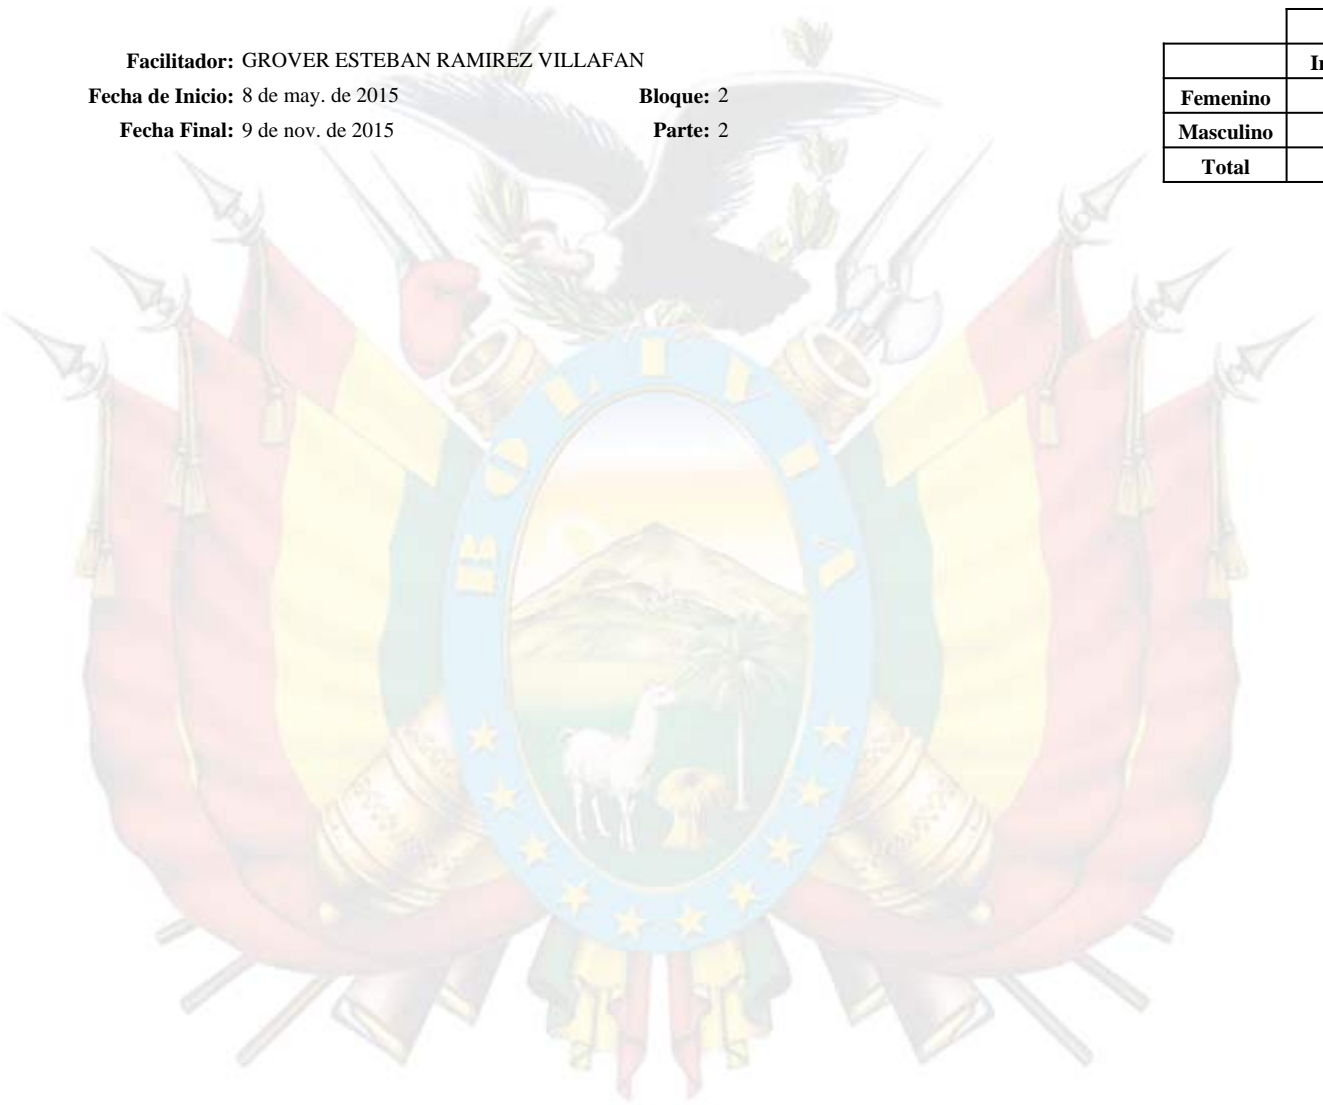 Facilitador: GROVER ESTEBAN RAMIREZ VILLAFAN
Fecha de Inicio: 8 de may. de 2015 Bloque: 2
Fecha Final: 9 de nov. de 2015 Parte: 2
Femenino
Masculino
Total
BOLIVIA